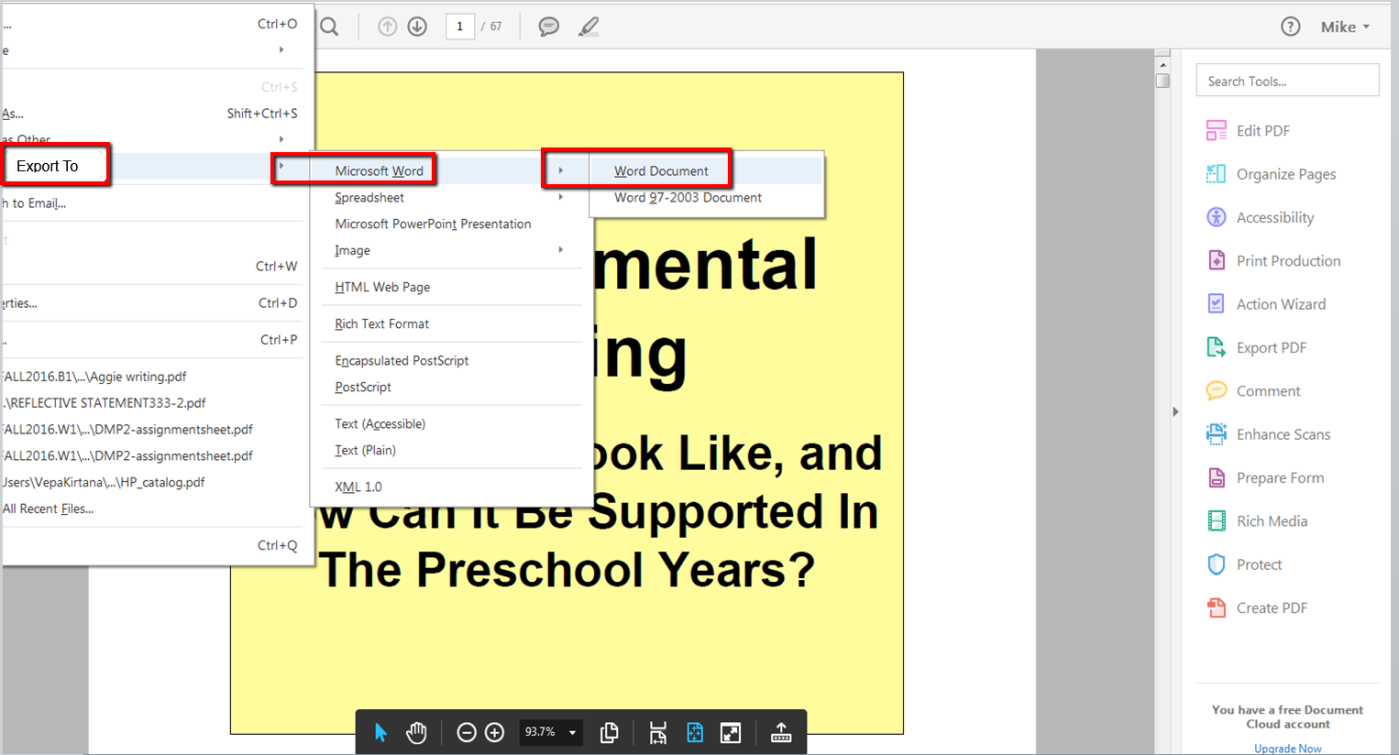 ... Ctrl+O
e
Ctrl+S
As... Shift+Ctrl+S
as Other
Export To
h to Email...
t
Ctrl+W
erties... Ctrl+D
.. Ctrl+P
FALL2016.B1\...\Aggie writing.pdf
.\REFLECTIVE STATEMENT333-2.pdf
FALL2016.W1\...\DMP2-assignmentsheet.pdf
FALL2016.W1\...\DMP2-assignmentsheet.pdf
Users\VepaKirtana\...\HP_catalog.pdf
All Recent Files...
Ctrl+Q
Microsoft Word
Spreadsheet
Microsoft PowerPoint Presentation
Image
HTML Web Page
Rich Text Format
Encapsulated PostScript
PostScript
Text (Accessible)
Text (Plain)
XML 1.0
Word Document
Word 97-2003 Document
1 / 67
Mike
mental
ing
ook Like, and
w Can It Be Supported In
The Preschool Years?
93.7%
Search Tools...
Edit PDF
Organize Pages
Accessibility
Print Production
Action Wizard
Export PDF
Comment
Enhance Scans
Prepare Form
Rich Media
Protect
Create PDF
You have a free Document
Cloud account
Upgrade Now